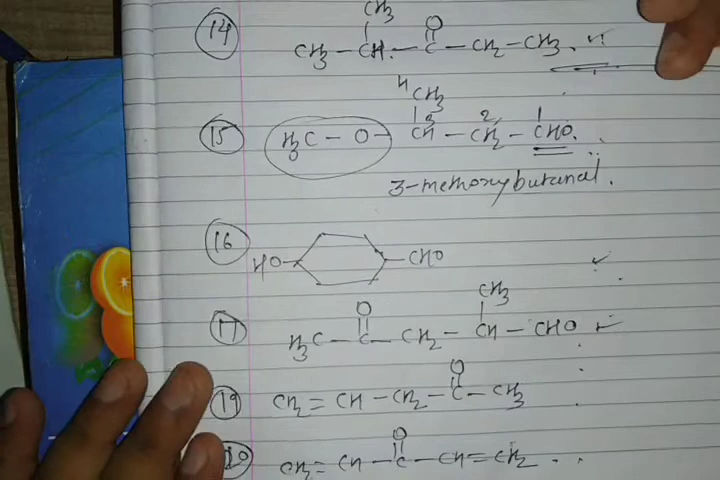 CH3
14 CH3 - CH. - C - CH2 - CH3.
O
4 CH3
15 H3C - O - CH - CH2 - CHO.
3 2 1
3-methoxybutanal.
16 HO CHO
CH3
O
17 H3C - C - CH2 - CH - CHO
O
19 CH2 = CH - CH2 - C - CH3
O
CH2 = CH - C - CH = CH2